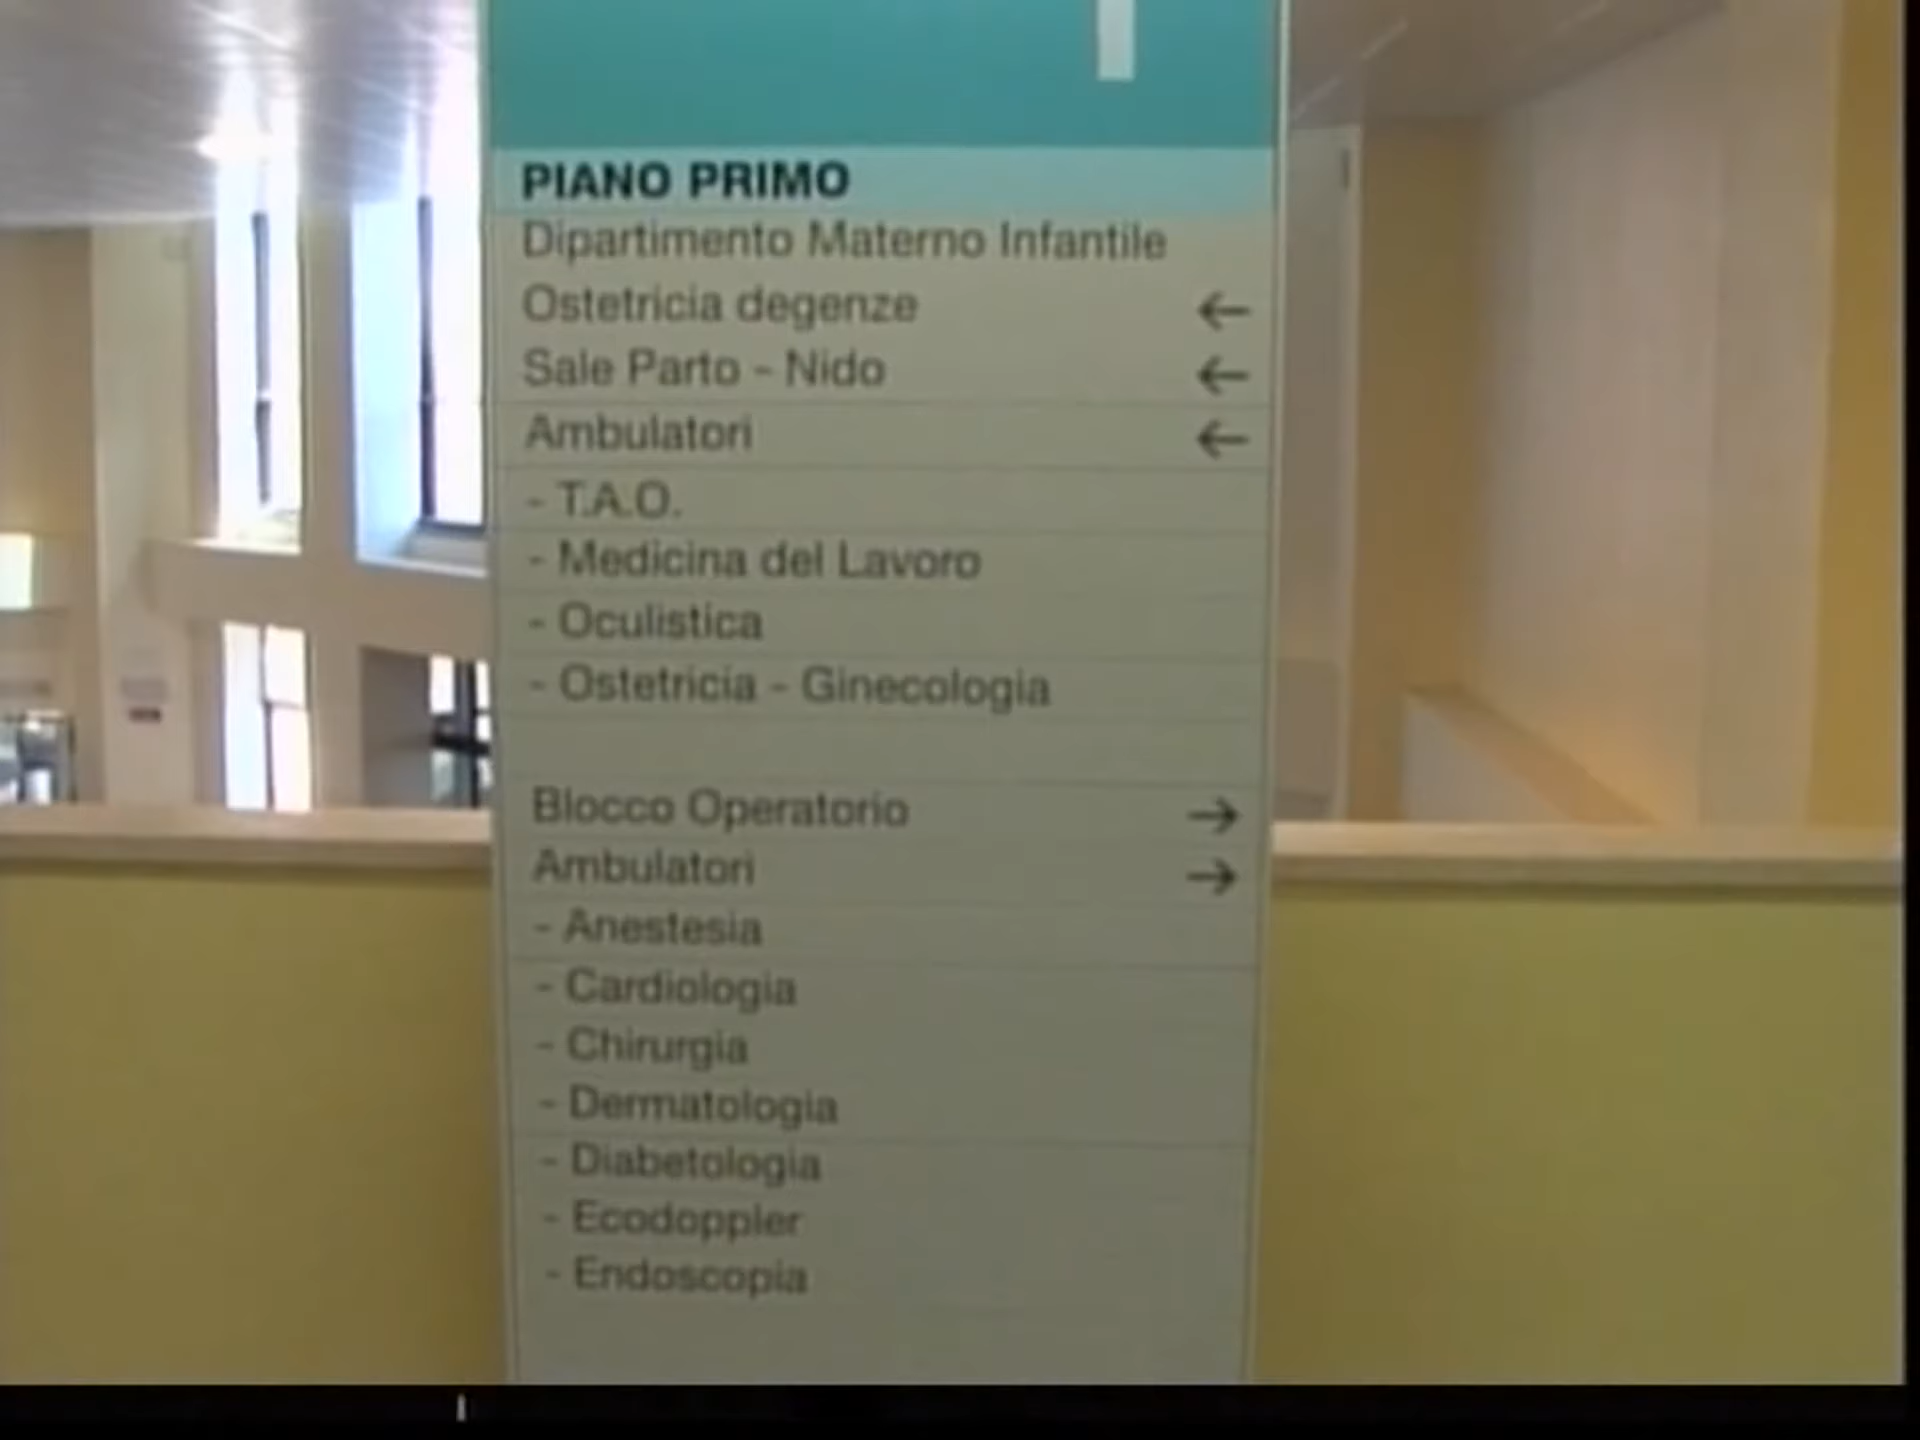 1
PIANO PRIMO
Dipartimento Materno Infantile
Ostetricia degenze ←
Sale Parto - Nido ←
Ambulatori ←
- T.A.O.
- Medicina del Lavoro
- Oculistica
- Ostetricia - Ginecologia
Blocco Operatorio →
Ambulatori →
- Anestesia
- Cardiologia
- Chirurgia
- Dermatologia
- Diabetologia
- Ecodoppler
- Endoscopia